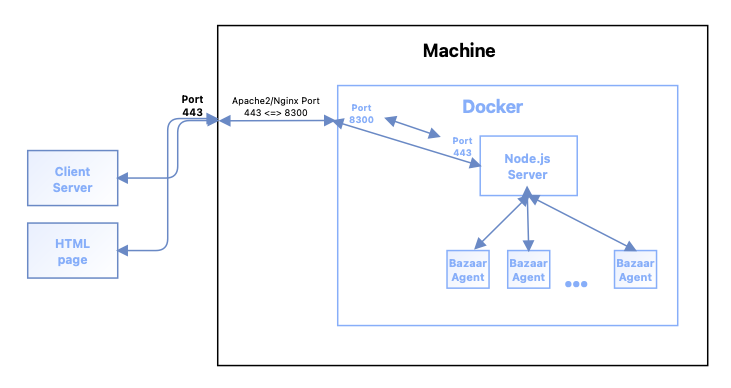 Machine
Port
443
Apache2/Nginx Port
443 <=> 8300
Docker
Port
8300
Port
443
Node.js
Server
Client
Server
HTML
page
Bazaar
Agent
Bazaar
Agent
Bazaar
Agent